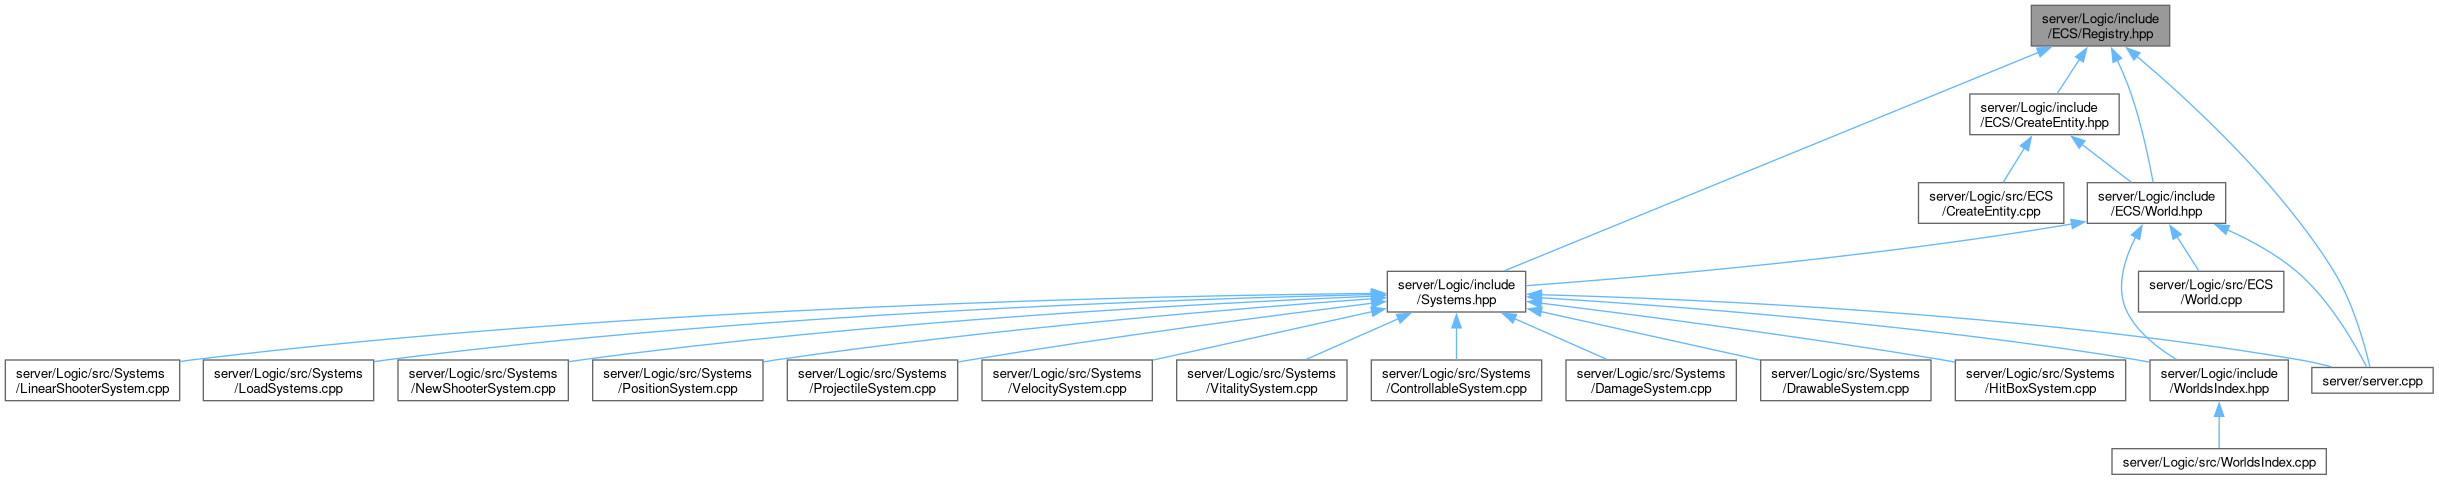 server/Logic/include
/ECS/Registry.hpp
server/Logic/include
/ECS/CreateEntity.hpp
server/Logic/src/ECS
/CreateEntity.cpp
server/Logic/include
/ECS/World.hpp
server/Logic/include
/Systems.hpp
server/Logic/src/ECS
/World.cpp
server/Logic/src/Systems
/LinearShooterSystem.cpp
server/Logic/src/Systems
/LoadSystems.cpp
server/Logic/src/Systems
/NewShooterSystem.cpp
server/Logic/src/Systems
/PositionSystem.cpp
server/Logic/src/Systems
/ProjectileSystem.cpp
server/Logic/src/Systems
/VelocitySystem.cpp
server/Logic/src/Systems
/VitalitySystem.cpp
server/Logic/src/Systems
/ControllableSystem.cpp
server/Logic/src/Systems
/DamageSystem.cpp
server/Logic/src/Systems
/DrawableSystem.cpp
server/Logic/src/Systems
/HitBoxSystem.cpp
server/Logic/include
/WorldsIndex.hpp
server/server.cpp
server/Logic/src/WorldsIndex.cpp